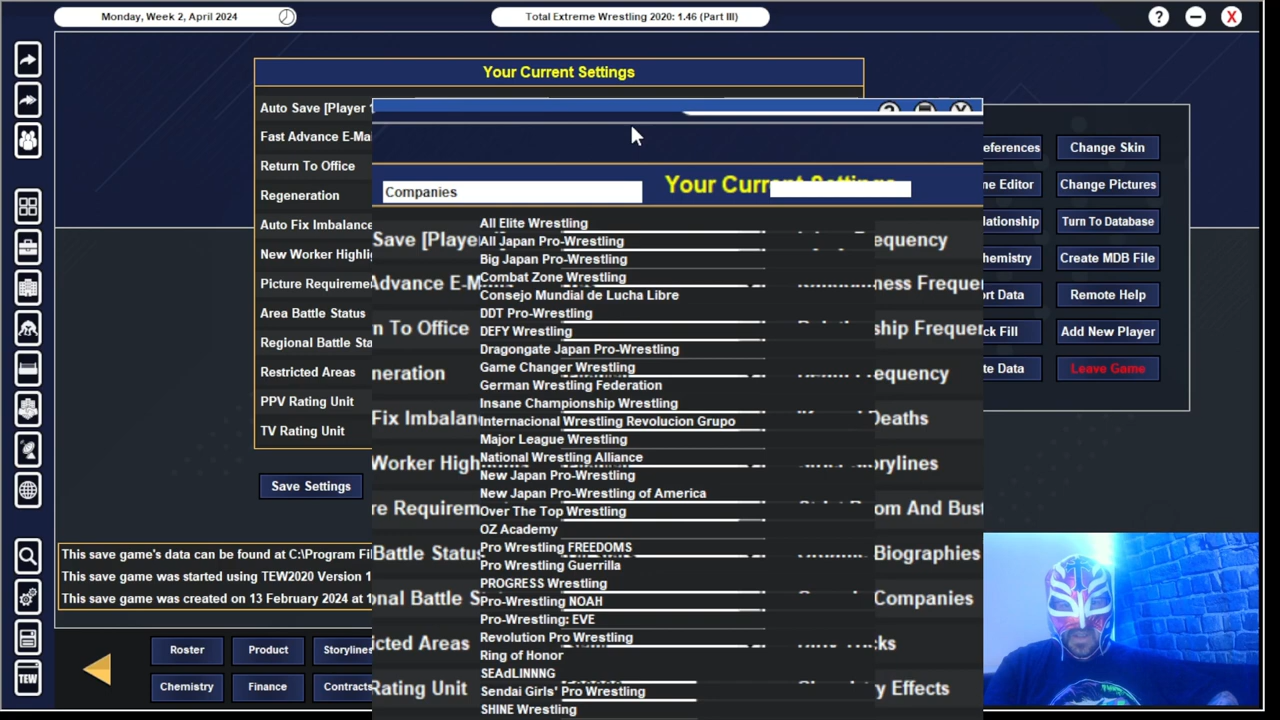 Monday, Week 2, April 2024
Total Extreme Wrestling 2020: 1.46 (Part III)
?
X
Your Current Settings
Auto Save [Player
Fast Advance E-Ma
Return To Office
Regeneration
Auto Fix Imbalance
New Worker Highlig
Picture Requireme
Area Battle Status
Regional Battle Sta
Restricted Areas
PPV Rating Unit
TV Rating Unit
Save Settings
Companies
Your Curr
All Elite Wrestling
All Japan Pro-Wrestling
Big Japan Pro-Wrestling
Combat Zone Wrestling
Consejo Mundial de Lucha Libre
DDT Pro-Wrestling
DEFY Wrestling
Dragongate Japan Pro-Wrestling
Game Changer Wrestling
German Wrestling Federation
Insane Championship Wrestling
Internacional Wrestling Revolucion Grupo
Major League Wrestling
National Wrestling Alliance
New Japan Pro-Wrestling
New Japan Pro-Wrestling of America
Over The Top Wrestling
OZ Academy
Pro Wrestling FREEDOMS
Pro Wrestling Guerrilla
PROGRESS Wrestling
Pro-Wrestling NOAH
Pro-Wrestling: EVE
Revolution Pro Wrestling
Ring of Honor
SEAdLINNNG
Sendai Girls' Pro Wrestling
SHINE Wrestling
Save [Playe
Advance E-M
n To Office
neration
Fix Imbalan
Worker High
re Requirem
Battle Status
nal Battle S
icted Areas
Rating Unit
equency
ness Freque
ship Frequen
equency
Deaths
orylines
om And Bust
Biographies
Companies
ks
y Effects
eferences
Change Skin
ne Editor
Change Pictures
lationship
Turn To Database
hemistry
Create MDB File
rt Data
Remote Help
ck Fill
Add New Player
te Data
Leave Game
This save game's data can be found at C:\Program Fil
This save game was started using TEW2020 Version 1
This save game was created on 13 February 2024 at 1
Roster
Product
Storyline
Chemistry
Finance
Contracts
TEW